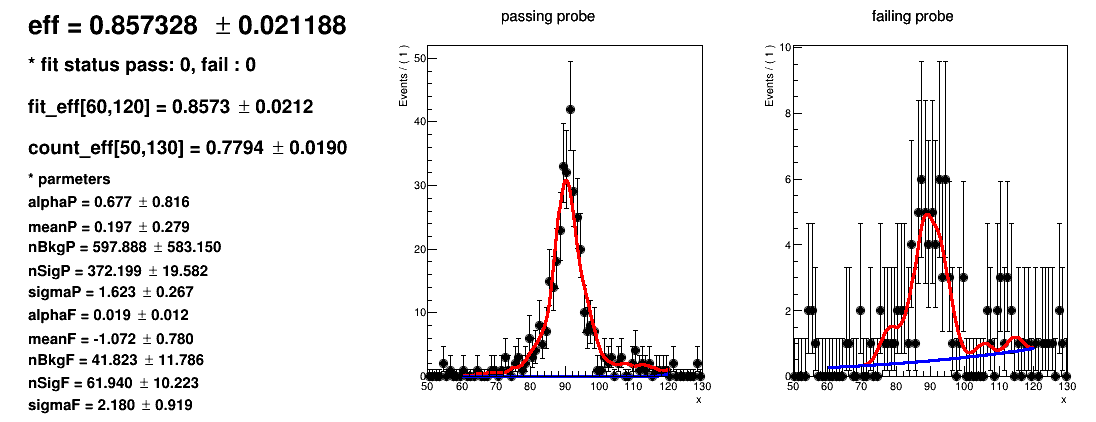 eff = 0.857328 ± 0.021188
* fit status pass: 0, fail : 0
fit_eff[60,120] = 0.8573 ± 0.0212
count_eff[50,130] = 0.7794 ± 0.0190
* parmeters
alphaP = 0.677 ± 0.816
meanP = 0.197 ± 0.279
nBkgP = 597.888 ± 583.150
nSigP = 372.199 ± 19.582
sigmaP = 1.623 ± 0.267
alphaF = 0.019 ± 0.012
meanF = -1.072 ± 0.780
nBkgF = 41.823 ± 11.786
nSigF = 61.940 ± 10.223
sigmaF = 2.180 ± 0.919
passing probe
Events / ( 1 )
50
40
30
20
10
0
50 60 70 80 90 100 110 120 130
x
failing probe
Events / ( 1 )
10
8
6
4
2
0
50 60 70 80 90 100 110 120 130
x